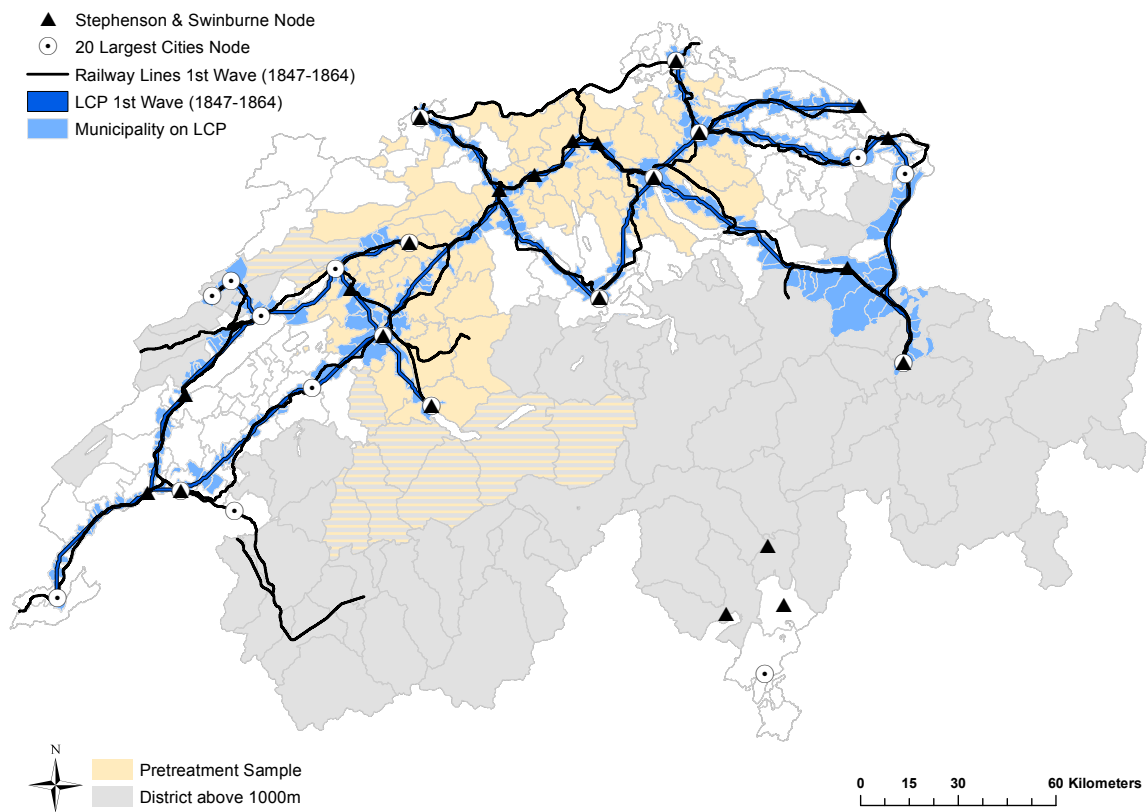 Stephenson & Swinburne Node
20 Largest Cities Node
Railway Lines 1st Wave (1847-1864)
LCP 1st Wave (1847-1864)
Municipality on LCP
N
Pretreatment Sample
District above 1000m
0 15 30 60 Kilometers